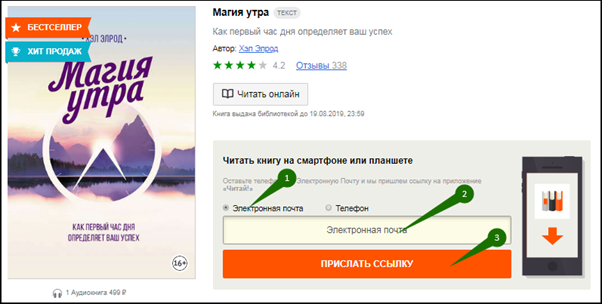 БЕСТСЕЛЛЕР
ХИТ ПРОДАЖ
ХЭЛ ЭЛРОД
Магия
утра
КАК ПЕРВЫЙ ЧАС ДНЯ
ОПРЕДЕЛЯЕТ ВАШ УСПЕХ
16+
1 Аудиокнига 499 ₽
Магия утра ТЕКСТ
Как первый час дня определяет ваш успех
Автор: Хэл Элрод
4.2 Отзывы 338
Читать онлайн
Книга выдана библиотекой до 19.08.2019, 23:59
Читать книгу на смартфоне или планшете
Оставьте Электронную Почту и мы пришлем ссылку на приложение
«Читай!»
1
Электронная почта Телефон
2
Электронная почта
3
ПРИСЛАТЬ ССЫЛКУ